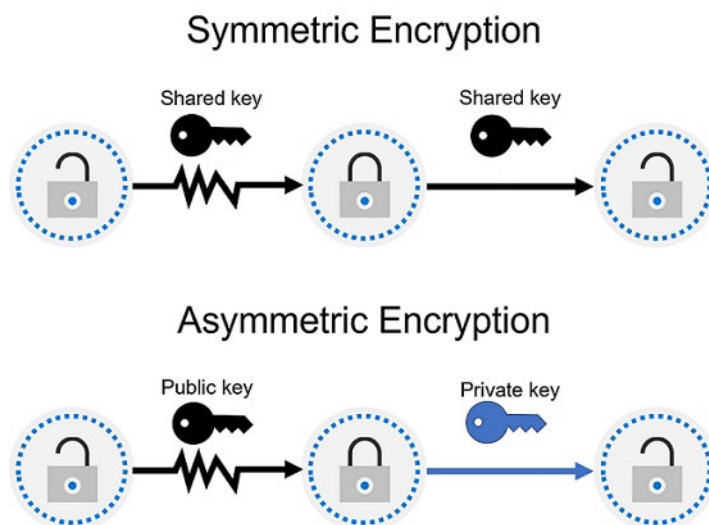 Symmetric Encryption
Shared key
Shared key
Asymmetric Encryption
Public key
Private key